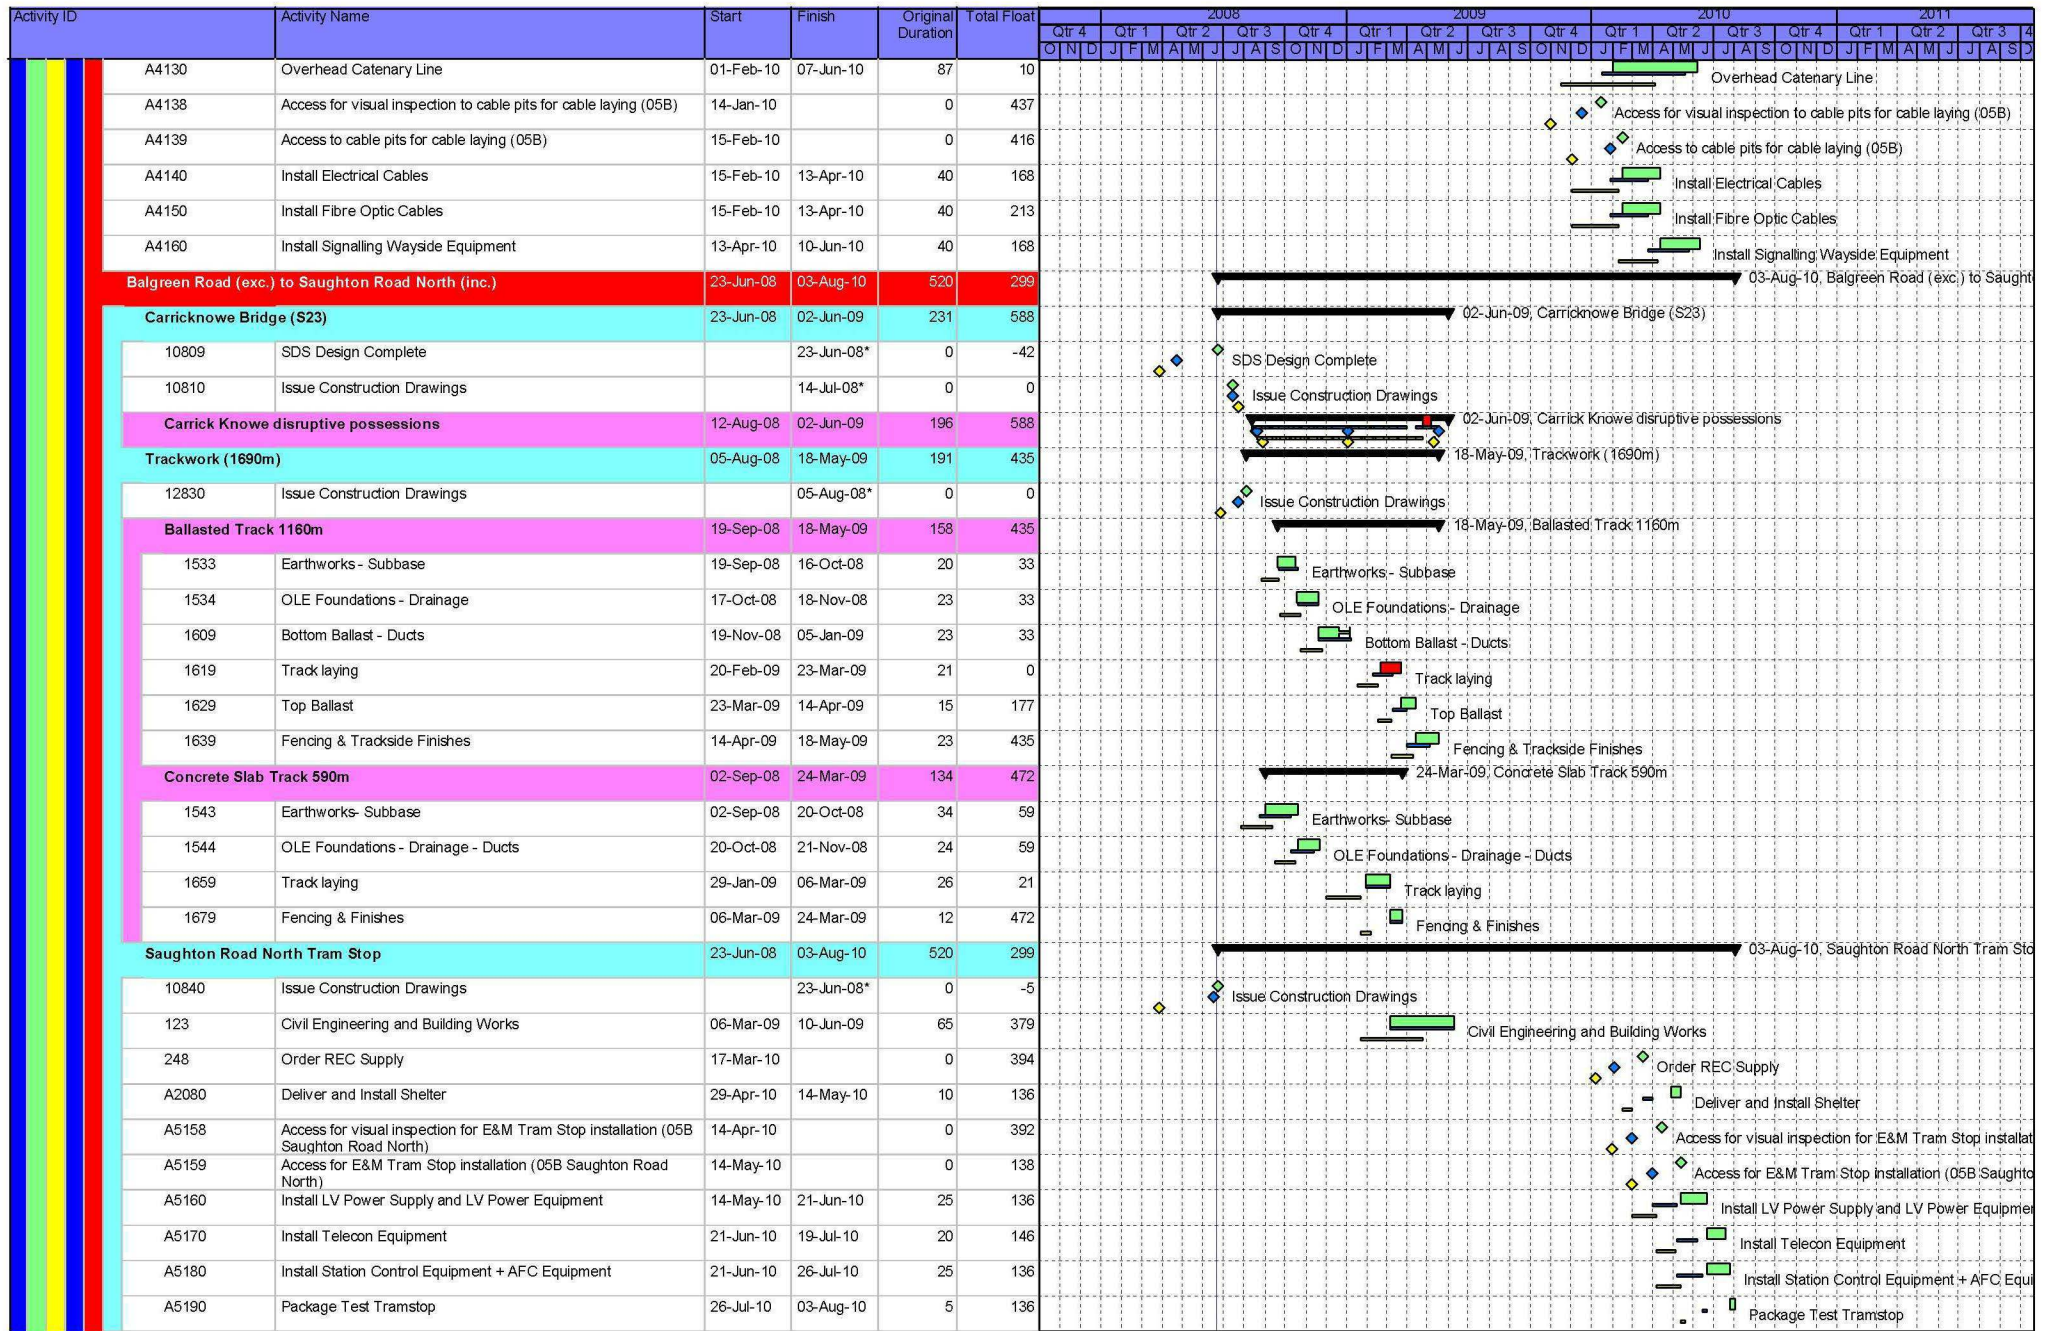 Activity ID Activity Name Start Finish Original Duration Total Float 2008 2009 2010 2011
Qtr 4 Qtr 1 Qtr 2 Qtr 3 Qtr 4 Qtr 1 Qtr 2 Qtr 3 Qtr 4 Qtr 1 Qtr 2 Qtr 3 Qtr 4 Qtr 1 Qtr 2 Qtr 3 4
O N D J F M A M J J A S O N D J F M A M J J A S O N D J F M A M J J A S O N D J F M A M J J A S
A4130 Overhead Catenary Line 01-Feb-10 07-Jun-10 87 10 Overhead Catenary Line
A4138 Access for visual inspection to cable pits for cable laying (05B) 14-Jan-10 0 437 Access for visual inspection to cable pits for cable laying (05B)
A4139 Access to cable pits for cable laying (05B) 15-Feb-10 0 416 Access to cable pits for cable laying (05B)
A4140 Install Electrical Cables 15-Feb-10 13-Apr-10 40 168 Install Electrical Cables
A4150 Install Fibre Optic Cables 15-Feb-10 13-Apr-10 40 213 Install Fibre Optic Cables
A4160 Install Signalling Wayside Equipment 13-Apr-10 10-Jun-10 40 168 Install Signalling Wayside Equipment
Balgreen Road (exc.) to Saughton Road North (inc.) 23-Jun-08 03-Aug-10 520 299 03-Aug-10, Balgreen Road (exc.) to Saught
Carricknowe Bridge (S23) 23-Jun-08 02-Jun-09 231 588 02-Jun-09, Carricknowe Bridge (S23)
10809 SDS Design Complete 23-Jun-08* 0 -42 SDS Design Complete
10810 Issue Construction Drawings 14-Jul-08* 0 0 Issue Construction Drawings
Carrick Knowe disruptive possessions 12-Aug-08 02-Jun-09 196 588 02-Jun-09, Carrick Knowe disruptive possessions
Trackwork (1690m) 05-Aug-08 18-May-09 191 435 18-May-09, Trackwork (1690m)
12830 Issue Construction Drawings 05-Aug-08* 0 0 Issue Construction Drawings
Ballasted Track 1160m 19-Sep-08 18-May-09 158 435 18-May-09, Ballasted Track 1160m
1533 Earthworks - Subbase 19-Sep-08 16-Oct-08 20 33 Earthworks - Subbase
1534 OLE Foundations - Drainage 17-Oct-08 18-Nov-08 23 33 OLE Foundations - Drainage
1609 Bottom Ballast - Ducts 19-Nov-08 05-Jan-09 23 33 Bottom Ballast - Ducts
1619 Track laying 20-Feb-09 23-Mar-09 21 0 Track laying
1629 Top Ballast 23-Mar-09 14-Apr-09 15 177 Top Ballast
1639 Fencing & Trackside Finishes 14-Apr-09 18-May-09 23 435 Fencing & Trackside Finishes
Concrete Slab Track 590m 02-Sep-08 24-Mar-09 134 472 24-Mar-09, Concrete Slab Track 590m
1543 Earthworks- Subbase 02-Sep-08 20-Oct-08 34 59 Earthworks- Subbase
1544 OLE Foundations - Drainage - Ducts 20-Oct-08 21-Nov-08 24 59 OLE Foundations - Drainage - Ducts
1659 Track laying 29-Jan-09 06-Mar-09 26 21 Track laying
1679 Fencing & Finishes 06-Mar-09 24-Mar-09 12 472 Fencing & Finishes
Saughton Road North Tram Stop 23-Jun-08 03-Aug-10 520 299 03-Aug-10, Saughton Road North Tram Sto
10840 Issue Construction Drawings 23-Jun-08* 0 -5 Issue Construction Drawings
123 Civil Engineering and Building Works 06-Mar-09 10-Jun-09 65 379 Civil Engineering and Building Works
248 Order REC Supply 17-Mar-10 0 394 Order REC Supply
A2080 Deliver and Install Shelter 29-Apr-10 14-May-10 10 136 Deliver and Install Shelter
A5158 Access for visual inspection for E&M Tram Stop installation (05B Saughton Road North) 14-Apr-10 0 392 Access for visual inspection for E&M Tram Stop installat
A5159 Access for E&M Tram Stop installation (05B Saughton Road North) 14-May-10 0 138 Access for E&M Tram Stop installation (05B Saughto
A5160 Install LV Power Supply and LV Power Equipment 14-May-10 21-Jun-10 25 136 Install LV Power Supply and LV Power Equipmer
A5170 Install Telecon Equipment 21-Jun-10 19-Jul-10 20 146 Install Telecon Equipment
A5180 Install Station Control Equipment + AFC Equipment 21-Jun-10 26-Jul-10 25 136 Install Station Control Equipment + AFC Equi
A5190 Package Test Tramstop 26-Jul-10 03-Aug-10 5 136 Package Test Tramstop